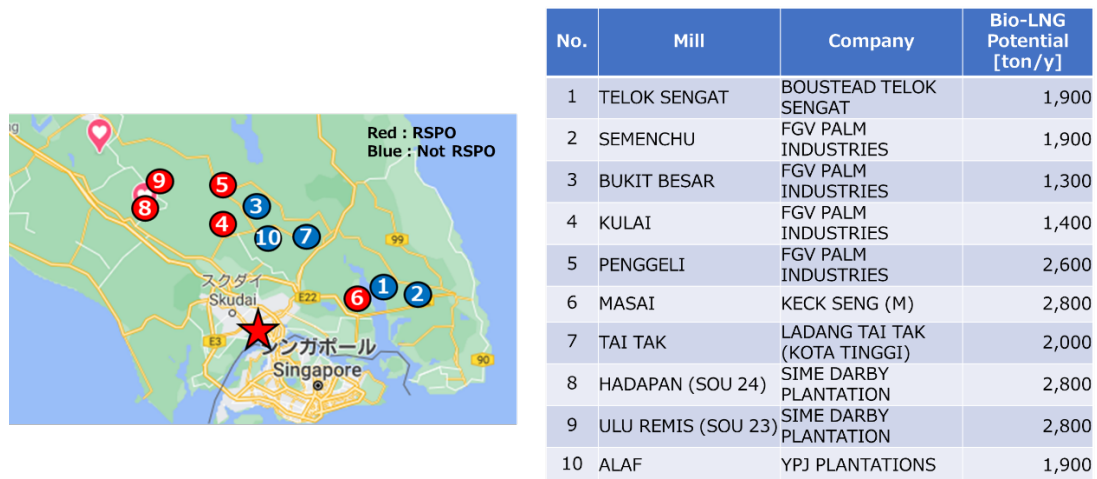 Red : RSPO
Blue : Not RSPO
9
8
5
3
4
10
7
99
1
2
6
E22
スクダイ
Skudai
E3
シンガポール
Singapore
90
No. Mill Company Bio-LNG Potential [ton/y]
1 TELOK SENGAT BOUSTEAD TELOK SENGAT 1,900
2 SEMENCHU FGV PALM INDUSTRIES 1,900
3 BUKIT BESAR FGV PALM INDUSTRIES 1,300
4 KULAI FGV PALM INDUSTRIES 1,400
5 PENGGELI FGV PALM INDUSTRIES 2,600
6 MASAI KECK SENG (M) 2,800
7 TAI TAK LADANG TAI TAK (KOTA TINGGI) 2,000
8 HADAPAN (SOU 24) SIME DARBY PLANTATION 2,800
9 ULU REMIS (SOU 23) SIME DARBY PLANTATION 2,800
10 ALAF YPJ PLANTATIONS 1,900